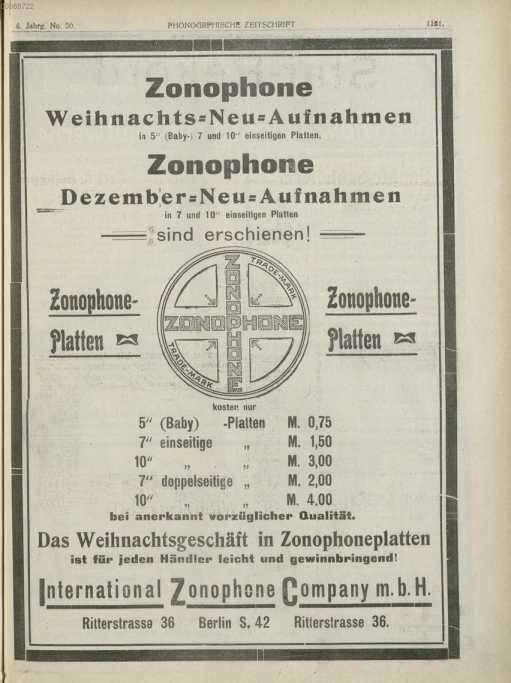 6. Jahrg. No. 50. PHONOGRAPHISCHE ZEITSCHRIFT 1181.
Zonophone
Weihnachts=Neu=Aufnahmen
in 5" (Baby-) 7 und 10" einseitigen Platten.
Zonophone
Dezember=Neu=Aufnahmen
in 7 und 10" einseitigen Platten
sind erschienen!
Zonophone-
Platten
TRADE-MARK
ZONOPHONE
ZONOPHONE
TRADE-MARK
Zonophone-
Platten
kosten nur
5" (Baby) -Platten M. 0,75
7" einseitige „ M. 1,50
10" „ „ M. 3,00
7" doppelseitige „ M. 2,00
10" „ „ M. 4.00
bei anerkannt vorzüglicher Qualität.
Das Weihnachtsgeschäft in Zonophoneplatten
ist für jeden Händler leicht und gewinnbringend!
International Zonophone Company m. b. H.
Ritterstrasse 36 Berlin S. 42 Ritterstrasse 36.